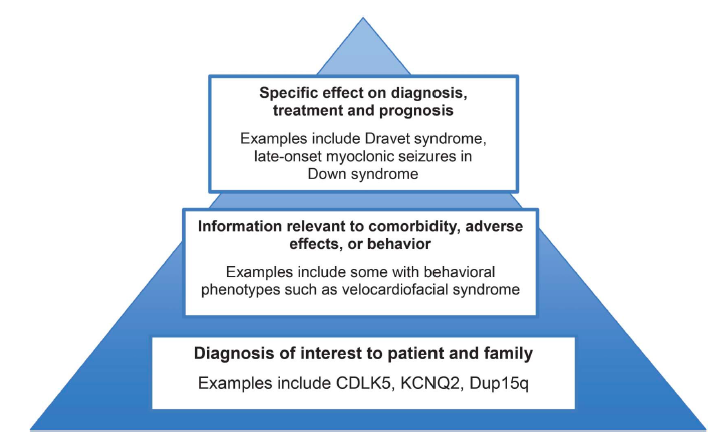 Specific effect on diagnosis,
treatment and prognosis
Examples include Dravet syndrome,
late-onset myoclonic seizures in
Down syndrome
Information relevant to comorbidity, adverse
effects, or behavior
Examples include some with behavioral
phenotypes such as velocardiofacial syndrome
Diagnosis of interest to patient and family
Examples include CDLK5, KCNQ2, Dup15q